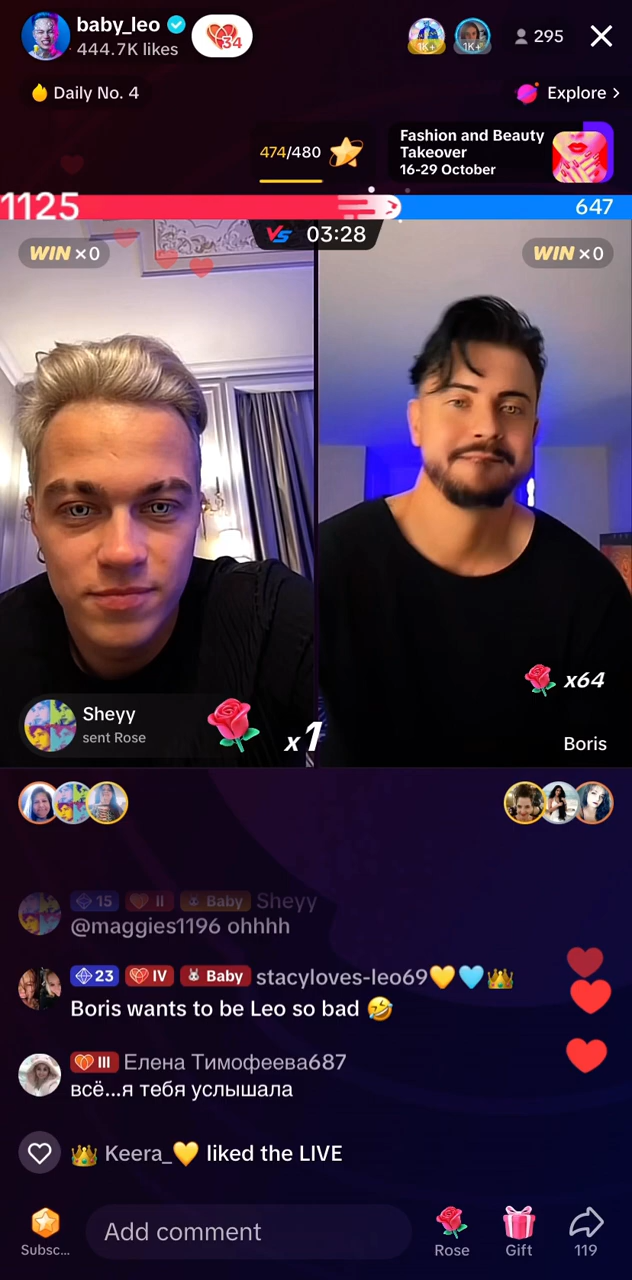 baby_leo
444.7K likes
34
1K+
1K+
295
Daily No. 4
Explore >
474/480
Fashion and Beauty
Takeover
16-29 October
1125
647
VS 03:28
WIN x0
WIN x0
x64
Sheyy
sent Rose
x1
Boris
15 II Baby Sheyy
@maggies1196 ohhhh
23 IV Baby stacyloves-leo69💛🩵👑
Boris wants to be Leo so bad 🤣
III Елена Тимофеева687
всё...я тебя услышала
👑 Keera_💛 liked the LIVE
Subsc...
Add comment
Rose
Gift
119